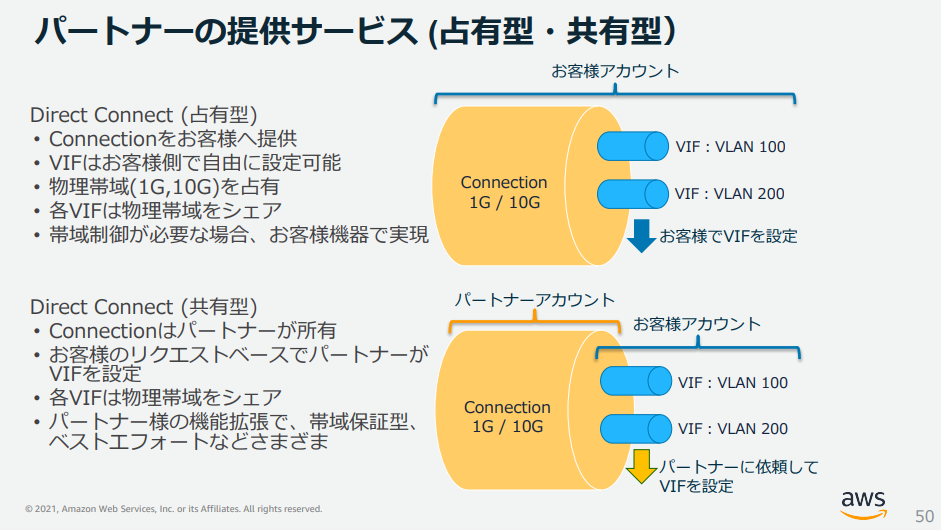 パートナーの提供サービス (占有型・共有型）
お客様アカウント
Direct Connect (占有型)
• Connectionをお客様へ提供
• VIFはお客様側で自由に設定可能
• 物理帯域(1G,10G)を占有
• 各VIFは物理帯域をシェア
• 帯域制御が必要な場合、お客様機器で実現
Connection
1G / 10G
VIF：VLAN 100
VIF：VLAN 200
お客様でVIFを設定
Direct Connect (共有型)
• Connectionはパートナーが所有
• お客様のリクエストベースでパートナーが
VIFを設定
• 各VIFは物理帯域をシェア
• パートナー様の機能拡張で、帯域保証型、
ベストエフォートなどさまざま
パートナーアカウント
お客様アカウント
Connection
1G / 10G
VIF：VLAN 100
VIF：VLAN 200
パートナーに依頼して
VIFを設定
© 2021, Amazon Web Services, Inc. or its Affiliates. All rights reserved.
aws
50